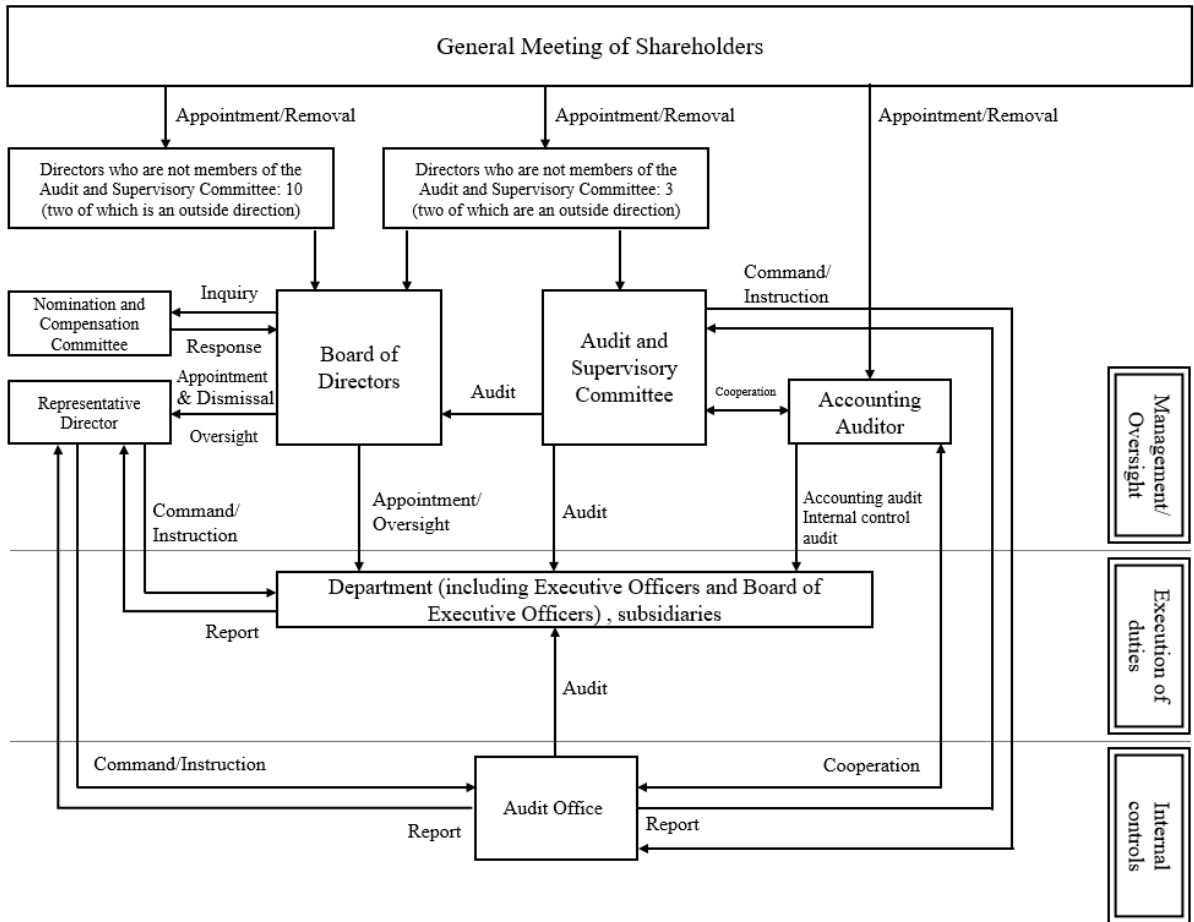 General Meeting of Shareholders
Appointment/Removal
Appointment/Removal
Appointment/Removal
Directors who are not members of the
Audit and Supervisory Committee: 10
(two of which is an outside direction)
Directors who are not members of the
Audit and Supervisory Committee: 3
(two of which are an outside direction)
Nomination and
Compensation
Committee
Inquiry
Response
Board of
Directors
Audit and
Supervisory
Committee
Command/
Instruction
Representative
Director
Appointment
& Dismissal
Oversight
Audit
Cooperation
Accounting
Auditor
Management/
Oversight
Command/
Instruction
Appointment/
Oversight
Audit
Accounting audit
Internal control
audit
Department (including Executive Officers and Board of
Executive Officers) , subsidiaries
Report
Execution of
duties
Audit
Command/Instruction
Cooperation
Audit Office
Report
Report
Internal
controls